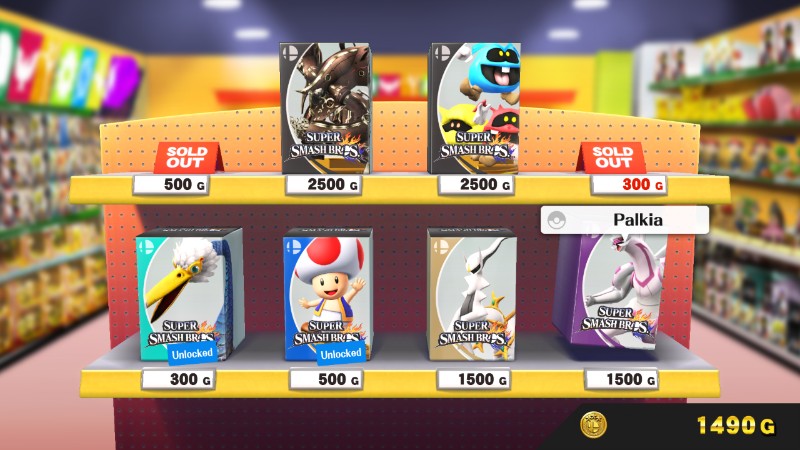 SUPER
SMASH BROS.
SUPER
SMASH BROS.
SOLD
OUT
SOLD
OUT
500 G
2500 G
2500 G
300 G
Palkia
SUPER
SMASH BROS.
Unlocked
SUPER
SMASH BROS.
Unlocked
SUPER
SMASH BROS.
SUPER
SMASH BROS.
300 G
500 G
1500 G
1500 G
1490 G